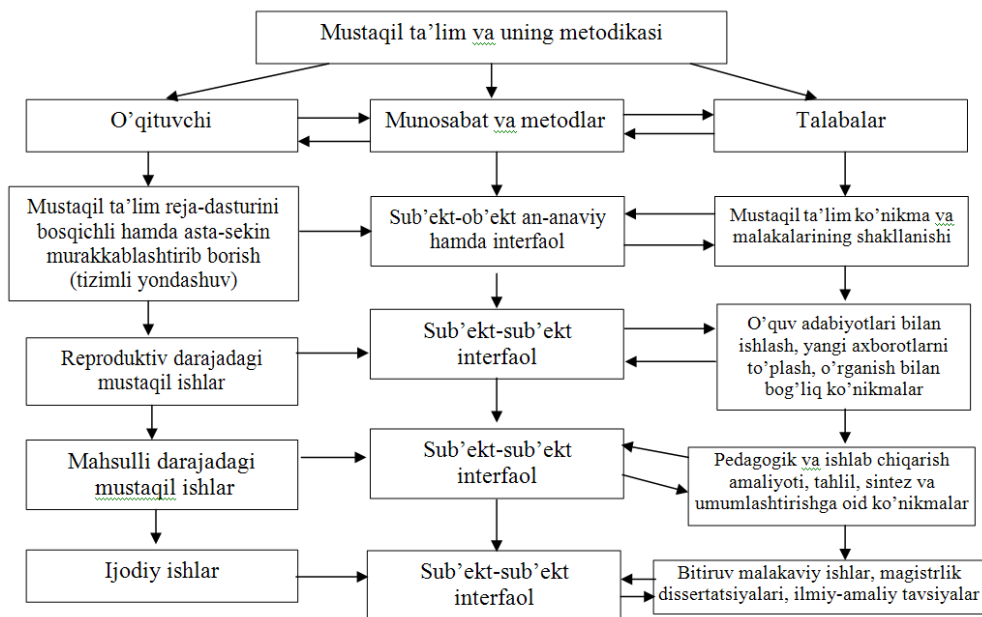 Mustaqil ta’lim va uning metodikasi
O’qituvchi
Munosabat va metodlar
Talabalar
Mustaqil ta’lim reja-dasturini
bosqichli hamda asta-sekin
murakkablashtirib borish
(tizimli yondashuv)
Sub’ekt-ob’ekt an-anaviy
hamda interfaol
Mustaqil ta’lim ko’nikma va
malakalarining shakllanishi
Reproduktiv darajadagi
mustaqil ishlar
Sub’ekt-sub’ekt
interfaol
O’quv adabiyotlari bilan
ishlash, yangi axborotlarni
to’plash, o’rganish bilan
bog’liq ko’nikmalar
Mahsulli darajadagi
mustaqil ishlar
Sub’ekt-sub’ekt
interfaol
Pedagogik va ishlab chiqarish
amaliyoti, tahlil, sintez va
umumlashtirishga oid ko’nikmalar
Ijodiy ishlar
Sub’ekt-sub’ekt
interfaol
Bitiruv malakaviy ishlar, magistrlik
dissertatsiyalari, ilmiy-amaliy tavsiyalar